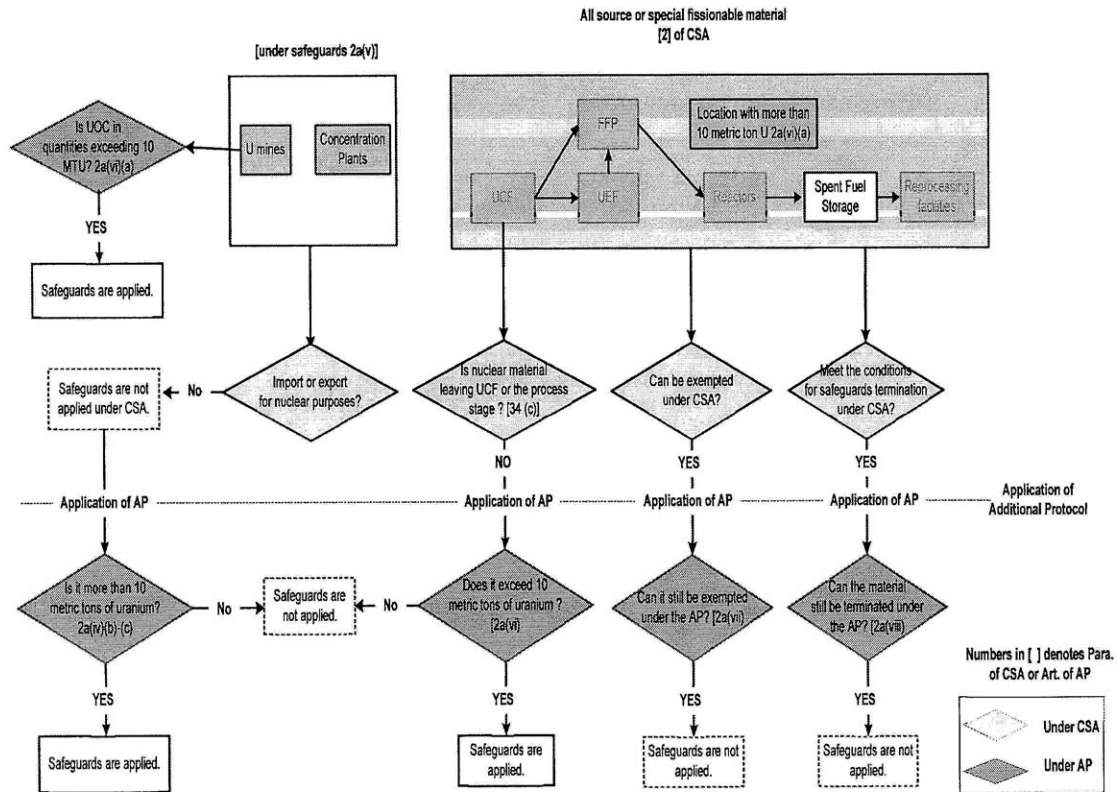 All source or special fissionable material
[2] of CSA
[under safeguards 2a(v)]
Is UOC in
quantities exceeding 10
MTU? 2a(vi)(a)
U mines
Concentration
Plants
FFP
Location with more than
10 metric ton U 2a(vi)(a)
UCF
UEF
Reactors
Spent Fuel
Storage
Reprocessing
facilities
YES
Safeguards are applied.
Safeguards are not
applied under CSA.
No
Import or export
for nuclear purposes?
Is nuclear material
leaving UCF or the process
stage ? [34 (c)]
Can be exempted
under CSA?
Meet the conditions
for safeguards termination
under CSA?
NO
YES
YES
Application of AP
Application of AP
Application of AP
Application of AP
Application of
Additional Protocol
Is it more than 10
metric tons of uranium?
2a(iv)(b)-(c)
No
Safeguards are
not applied.
No
Does it exceed 10
metric tons of uranium ?
[2a(vi]
Can it still be exempted
under the AP? [2a(vii)
Can the material
still be terminated under
the AP? [2a(viii)
YES
YES
YES
YES
Safeguards are applied.
Safeguards are
applied.
Safeguards are not
applied.
Safeguards are not
applied.
Numbers in [ ] denotes Para.
of CSA or Art. of AP
Under CSA
Under AP